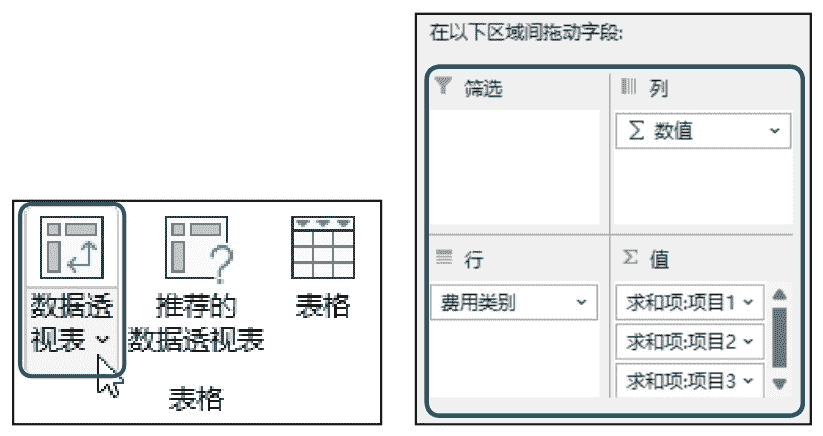 在以下区域间拖动字段:
筛选
列
Σ 数值
行
Σ 值
费用类别
求和项:项目1
求和项:项目2
求和项:项目3
数据透
视表
推荐的
数据透视表
表格
表格